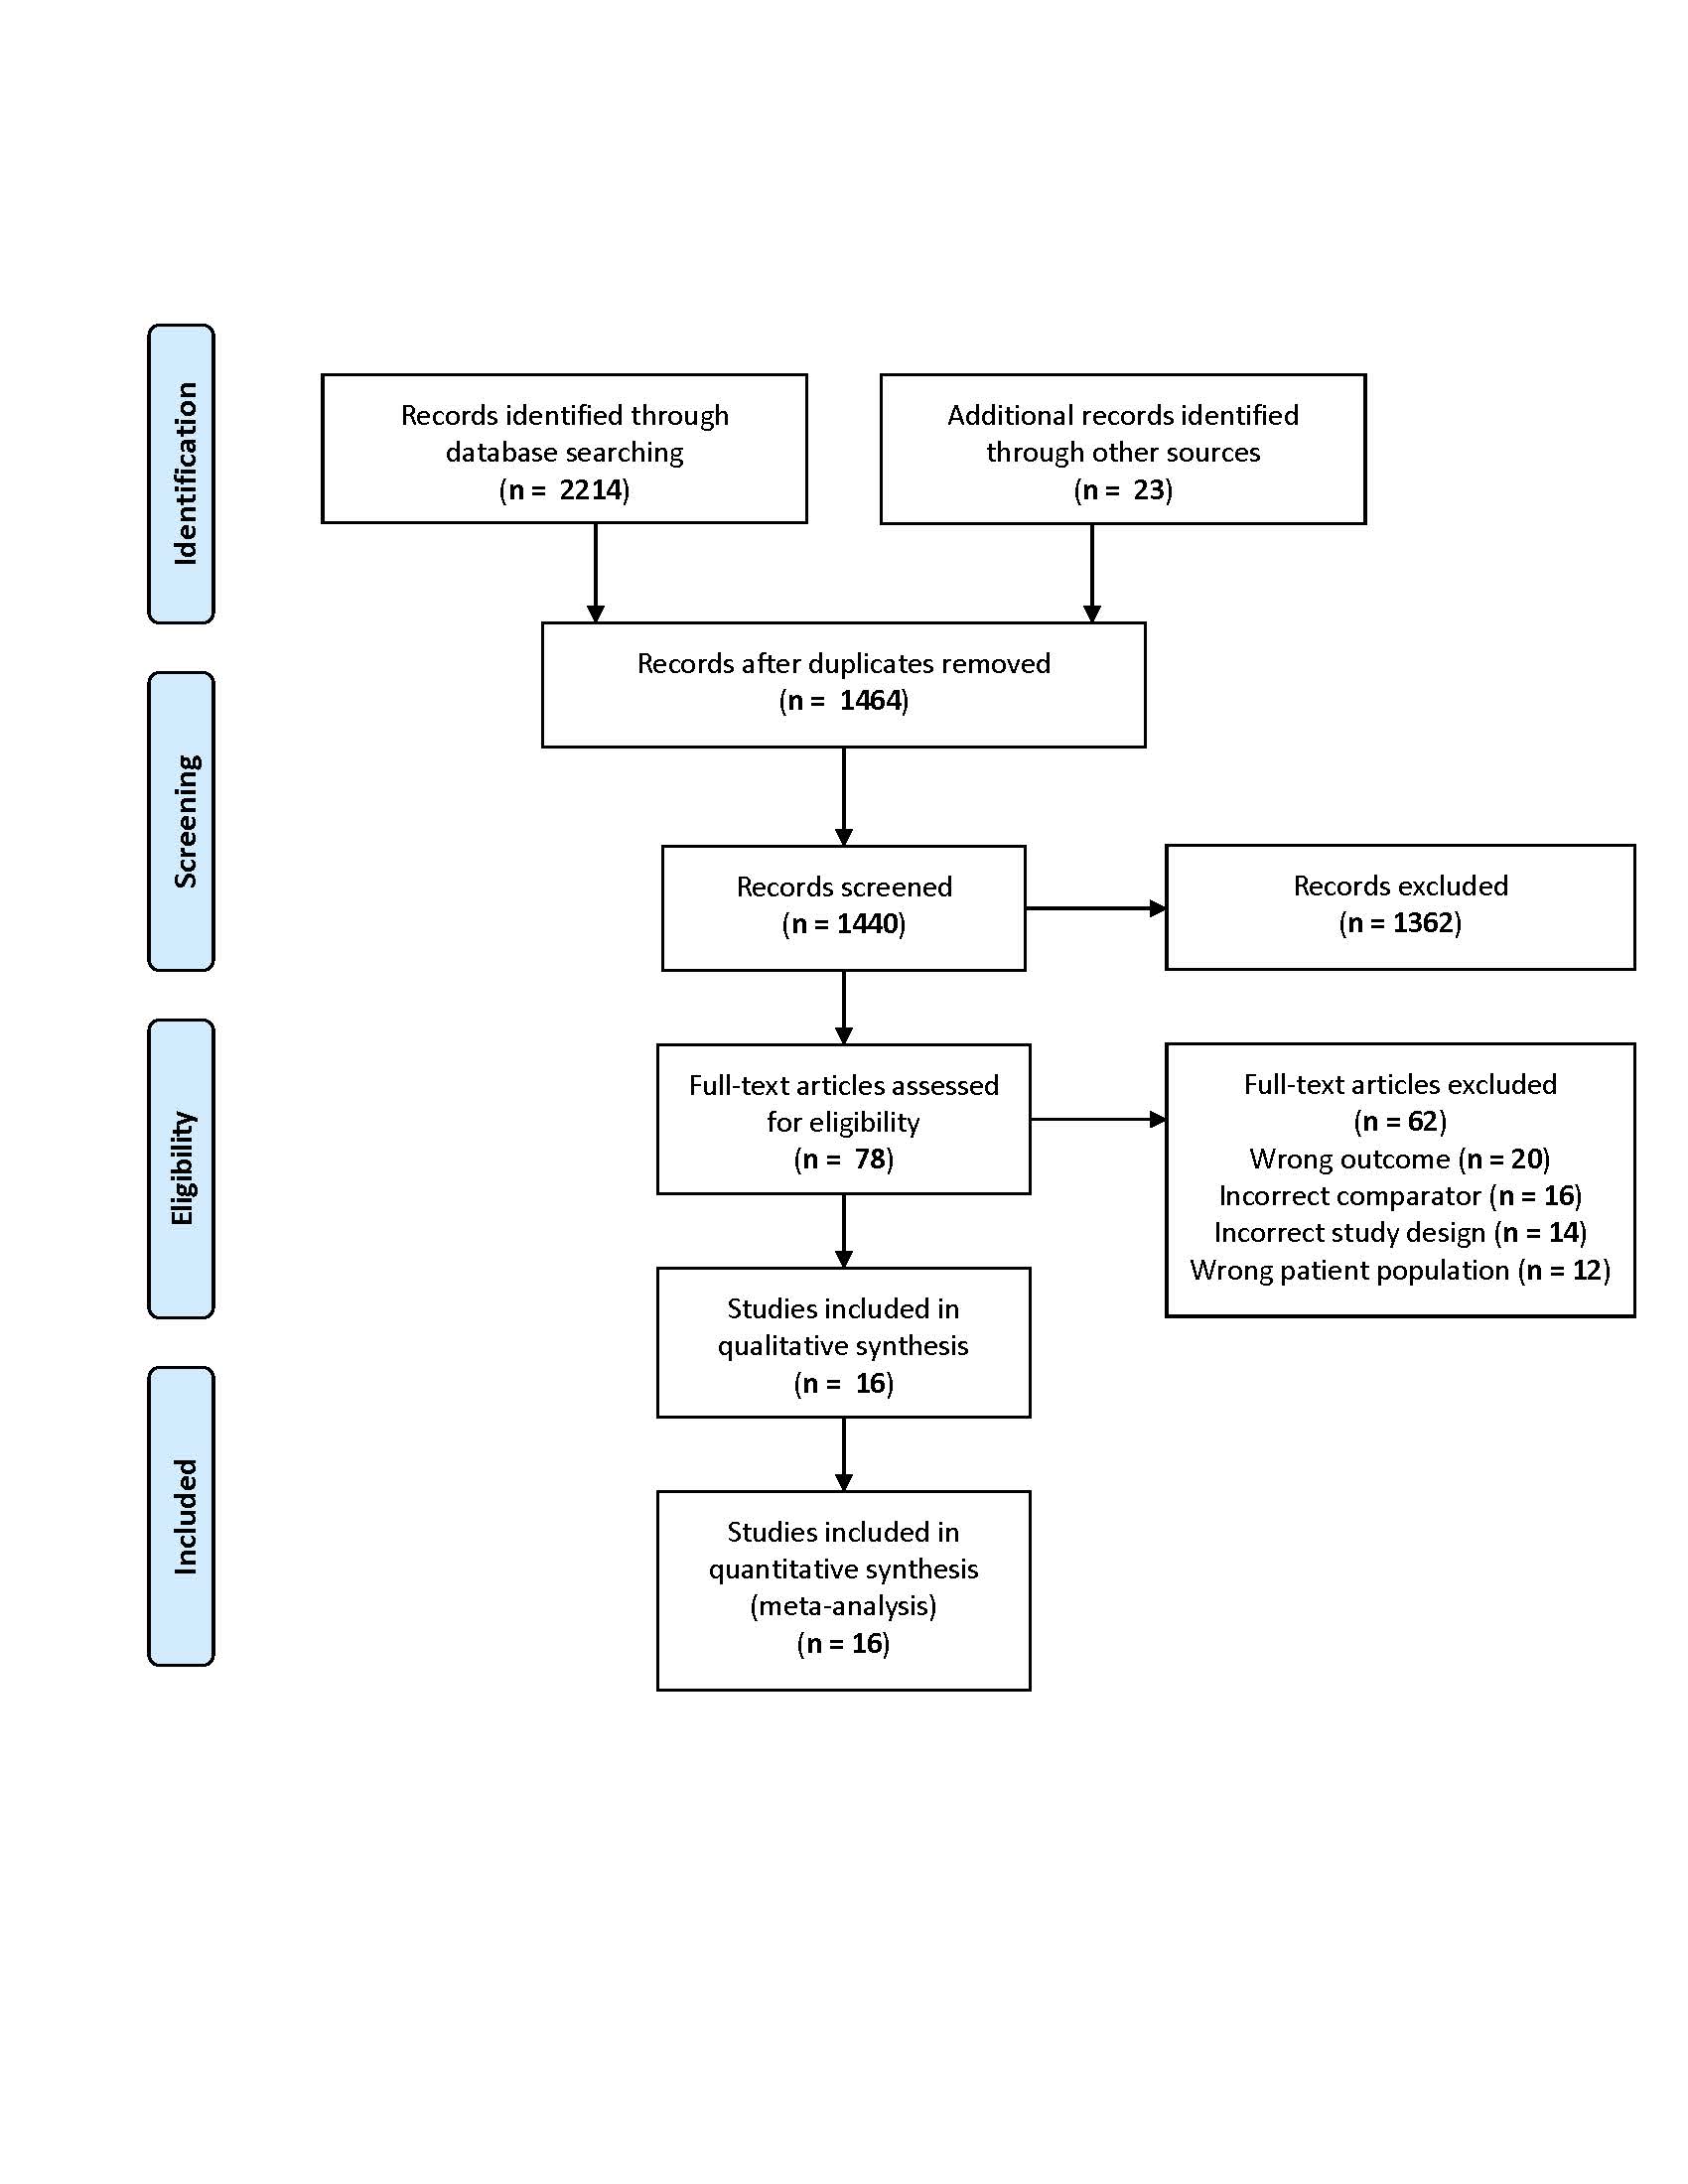 Identification
Records identified through
database searching
(n =  2214)
Additional records identified
through other sources
(n =  23)
Records after duplicates removed
(n =  1464)
Screening
Records screened
(n = 1440)
Records excluded
(n = 1362)
Eligibility
Full-text articles assessed
for eligibility
(n =  78)
Full-text articles excluded
(n = 62)
Wrong outcome (n = 20)
Incorrect comparator (n = 16)
Incorrect study design (n = 14)
Wrong patient population (n = 12)
Studies included in
qualitative synthesis
(n =  16)
Included
Studies included in
quantitative synthesis
(meta-analysis)
(n = 16)